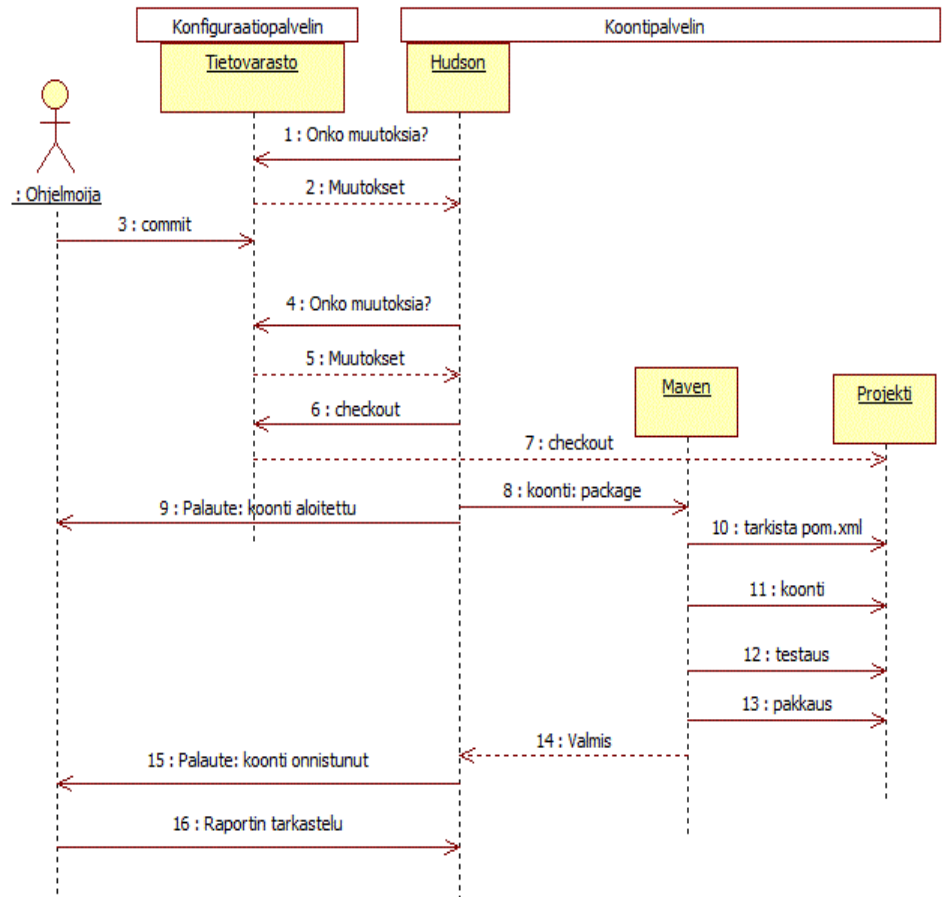 Konfiguraatiopalvelin
Koontipalvelin
Tietovarasto
Hudson
: Ohjelmoija
1 : Onko muutoksia?
2 : Muutokset
3 : commit
4 : Onko muutoksia?
5 : Muutokset
Maven
Projekti
6 : checkout
7 : checkout
8 : koonti: package
9 : Palaute: koonti aloitettu
10 : tarkista pom.xml
11 : koonti
12 : testaus
13 : pakkaus
14 : Valmis
15 : Palaute: koonti onnistunut
16 : Raportin tarkastelu